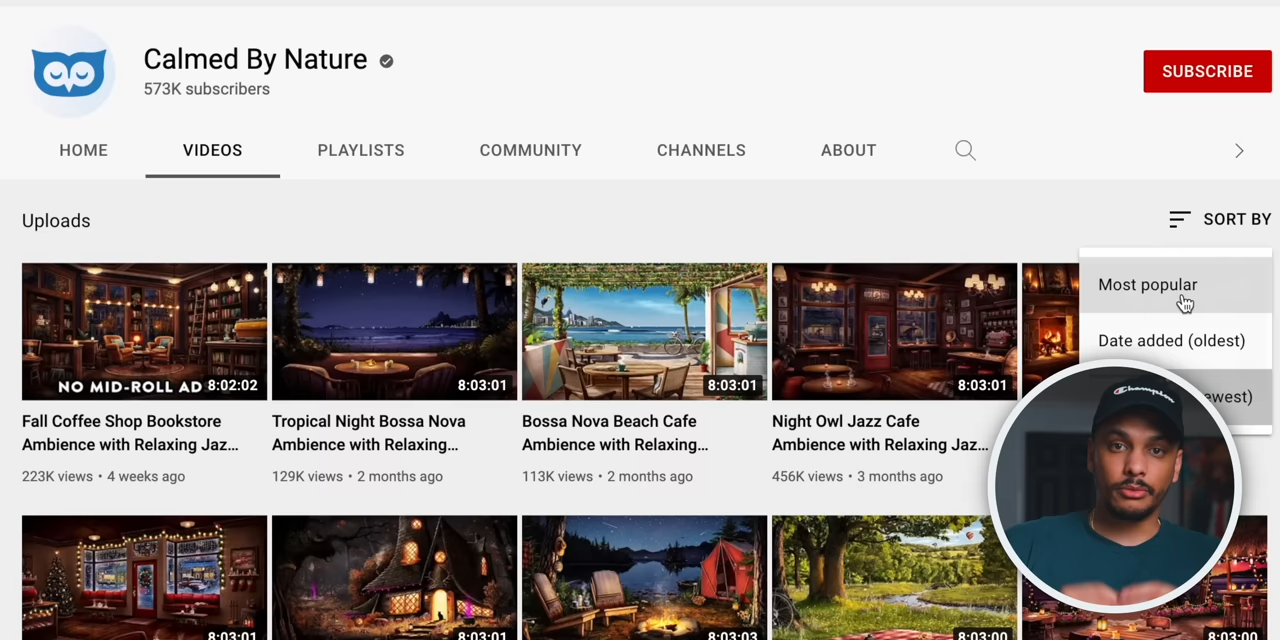 Calmed By Nature
573K subscribers
SUBSCRIBE
HOME
VIDEOS
PLAYLISTS
COMMUNITY
CHANNELS
ABOUT
Uploads
SORT BY
Most popular
Date added (oldest)
ewest)
NO MID-ROLL AD
8:02:02
8:03:01
8:03:01
8:03:01
Fall Coffee Shop Bookstore
Ambience with Relaxing Jaz...
223K views • 4 weeks ago
Tropical Night Bossa Nova
Ambience with Relaxing...
129K views • 2 months ago
Bossa Nova Beach Cafe
Ambience with Relaxing...
113K views • 2 months ago
Night Owl Jazz Cafe
Ambience with Relaxing Jaz...
456K views • 3 months ago
Champion
8:03:01
8:03:01
8:03:03
8:03:00
8:03:00